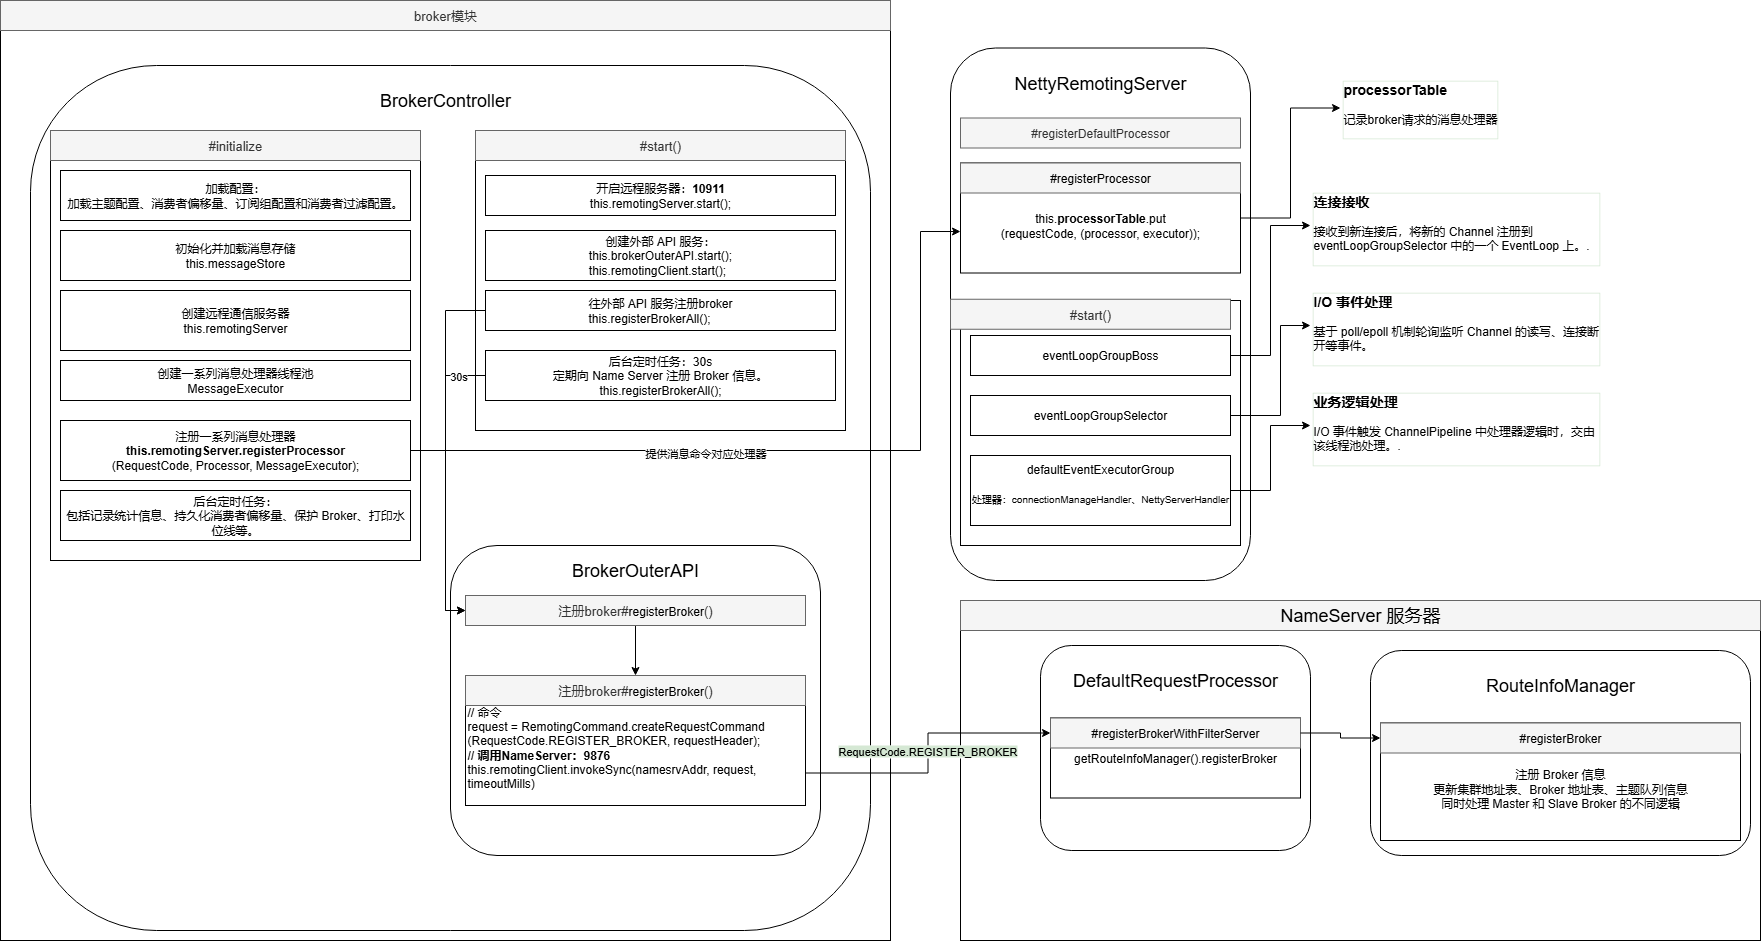 broker模块
BrokerController
#initialize
加载配置：
加载主题配置、消费者偏移量、订阅组配置和消费者过滤配置。
初始化并加载消息存储
this.messageStore
创建远程通信服务器
this.remotingServer
创建一系列消息处理器线程池
MessageExecutor
注册一系列消息处理器
this.remotingServer.registerProcessor
(RequestCode, Processor, MessageExecutor);
后台定时任务：
包括记录统计信息、持久化消费者偏移量、保护 Broker、打印水
位线等。
#start()
开启远程服务器：10911
this.remotingServer.start();
创建外部 API 服务：
this.brokerOuterAPI.start();
this.remotingClient.start();
往外部 API 服务注册broker
this.registerBrokerAll();
后台定时任务：30s
定期向 Name Server 注册 Broker 信息。
this.registerBrokerAll();
30s
提供消息命令对应处理器
BrokerOuterAPI
注册broker#registerBroker()
注册broker#registerBroker()
// 命令
request = RemotingCommand.createRequestCommand
(RequestCode.REGISTER_BROKER, requestHeader);
// 调用NameServer：9876
this.remotingClient.invokeSync(namesrvAddr, request,
timeoutMills)
RequestCode.REGISTER_BROKER
NettyRemotingServer
#registerDefaultProcessor
#registerProcessor
this.processorTable.put
(requestCode, (processor, executor));
#start()
eventLoopGroupBoss
eventLoopGroupSelector
defaultEventExecutorGroup
处理器：connectionManageHandler、NettyServerHandler
processorTable
记录broker请求的消息处理器
连接接收
接收到新连接后，将新的 Channel 注册到
eventLoopGroupSelector 中的一个 EventLoop 上。.
I/O 事件处理
基于 poll/epoll 机制轮询监听 Channel 的读写、连接断
开等事件。
业务逻辑处理
I/O 事件触发 ChannelPipeline 中处理器逻辑时，交由
该线程池处理。.
NameServer 服务器
DefaultRequestProcessor
#registerBrokerWithFilterServer
getRouteInfoManager().registerBroker
RouteInfoManager
#registerBroker
注册 Broker 信息
更新集群地址表、Broker 地址表、主题队列信息
同时处理 Master 和 Slave Broker 的不同逻辑